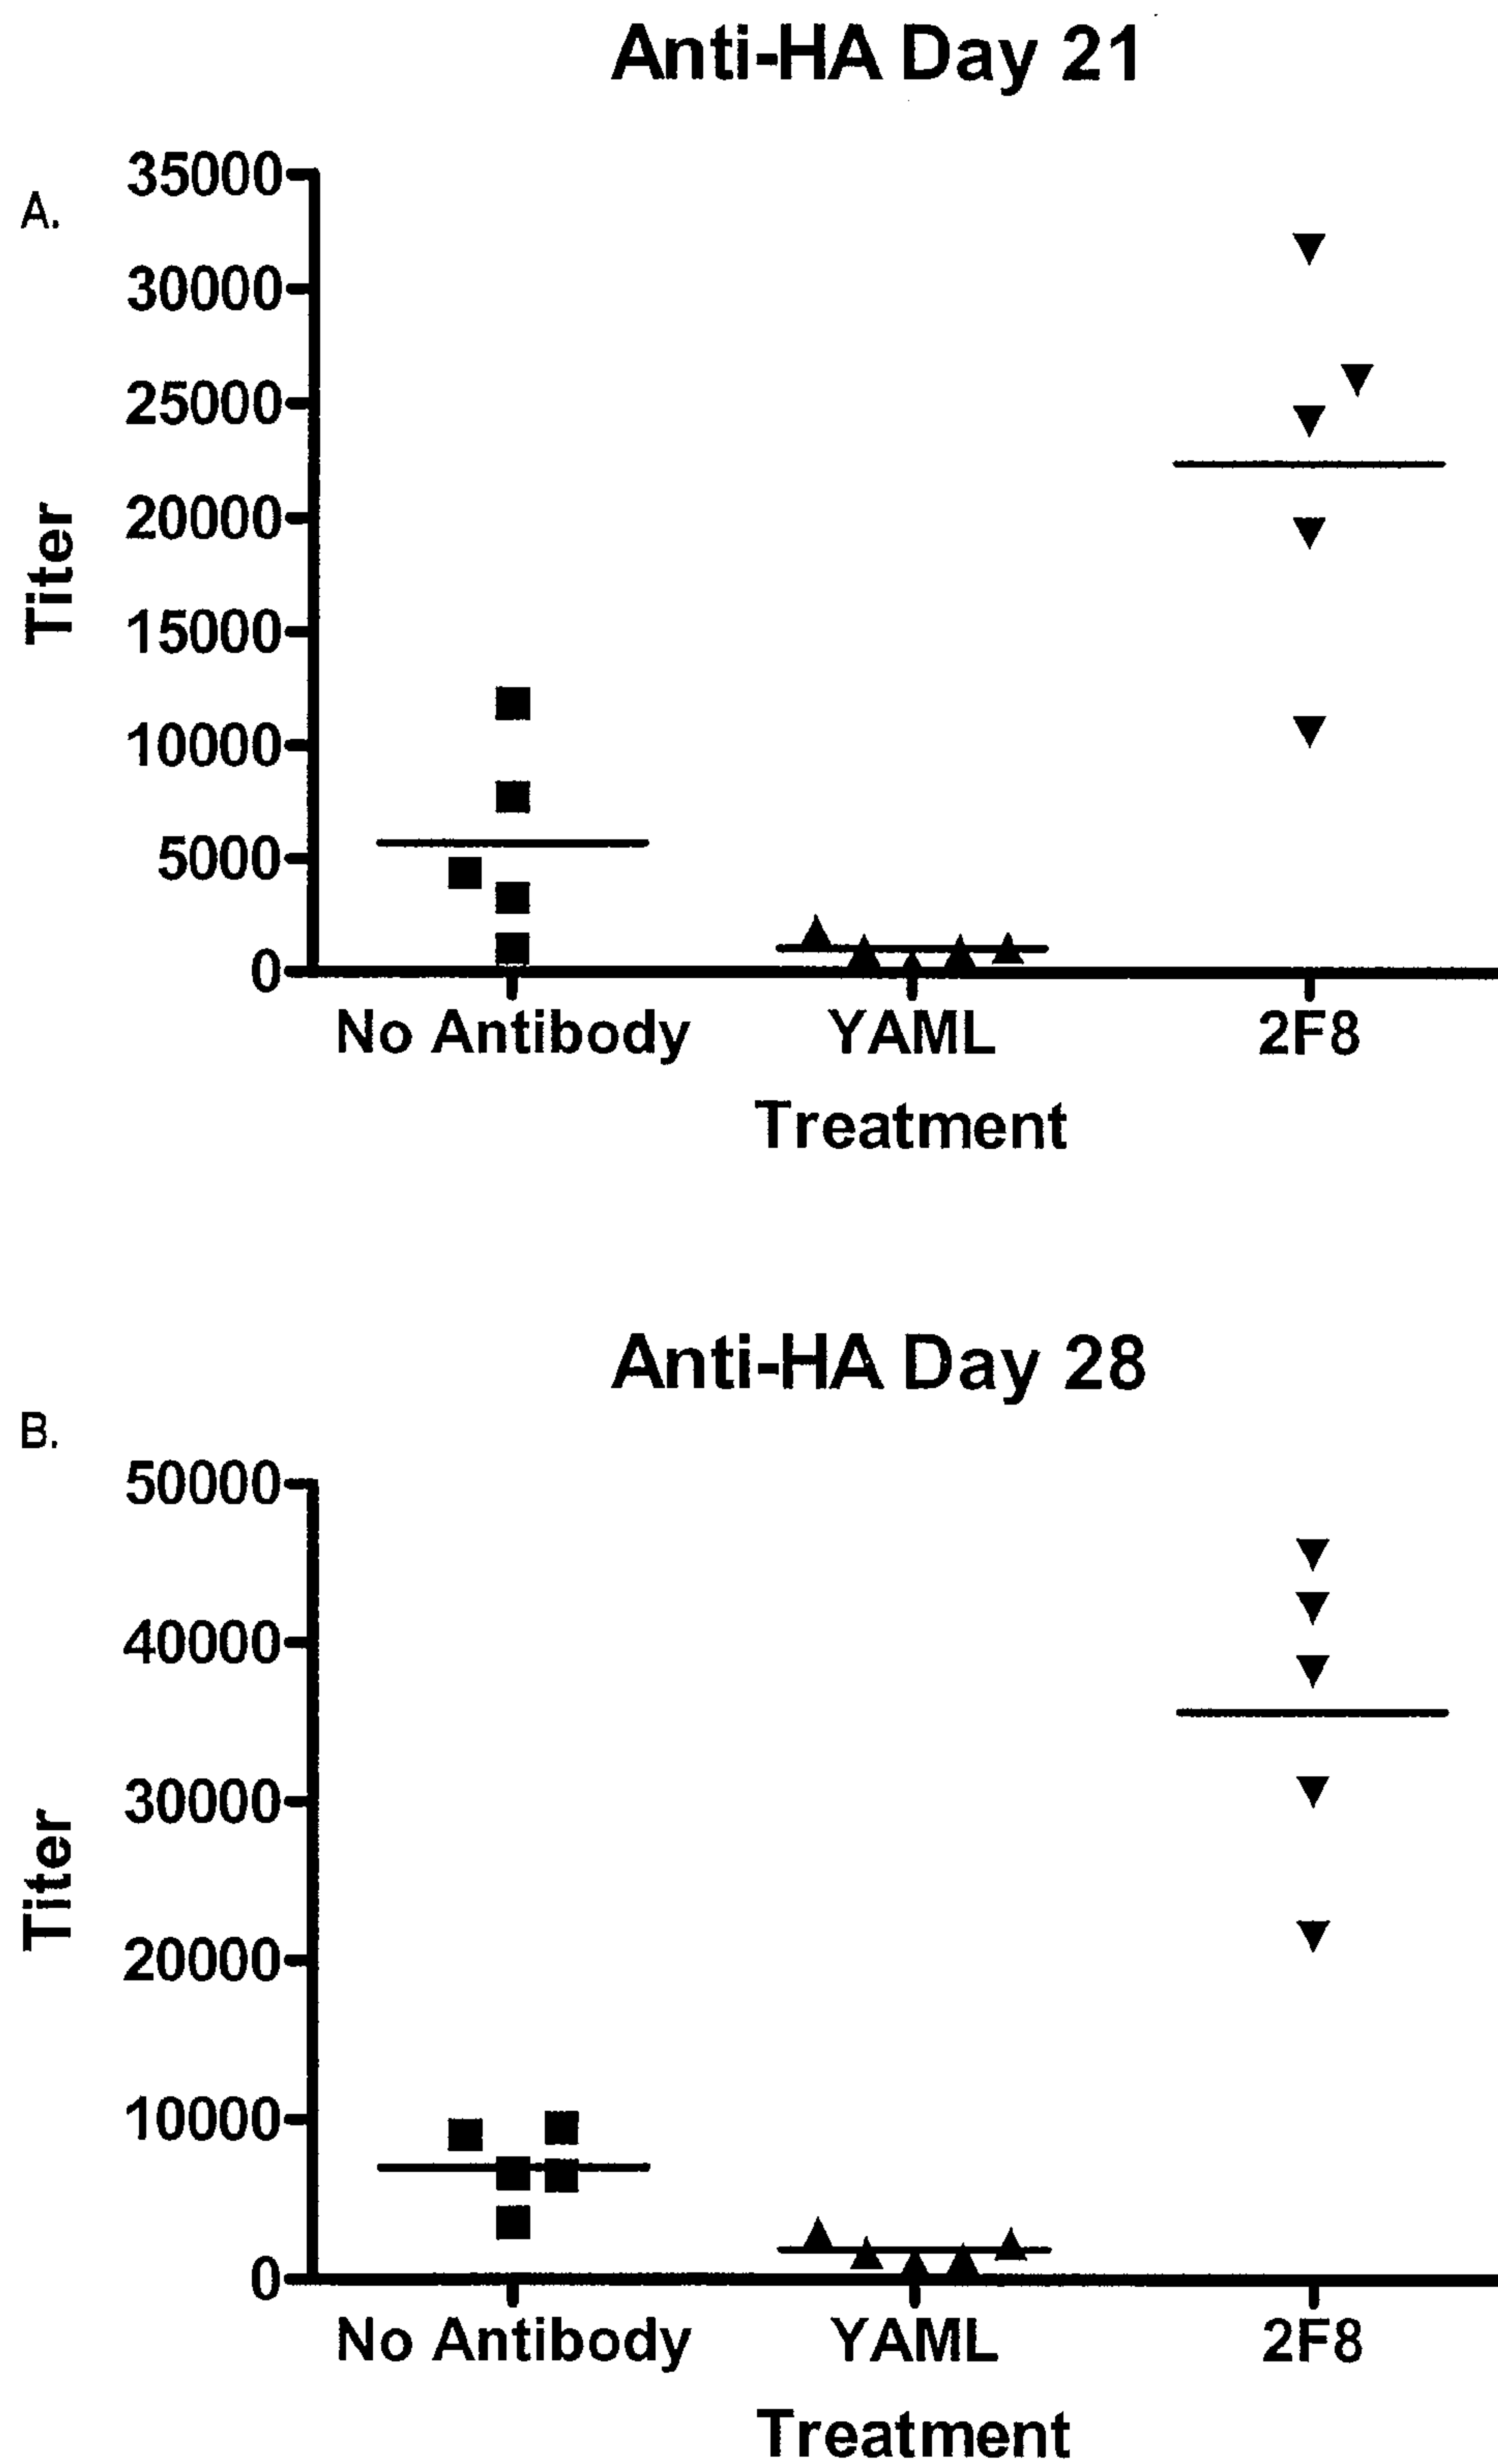 Anti-HA Day 21
A.
35000
30000
25000
20000
15000
10000
5000
0
Titer
No Antibody YAML 2F8
Treatment
Anti-HA Day 28
B.
50000
40000
30000
20000
10000
0
Titer
No Antibody YAML 2F8
Treatment